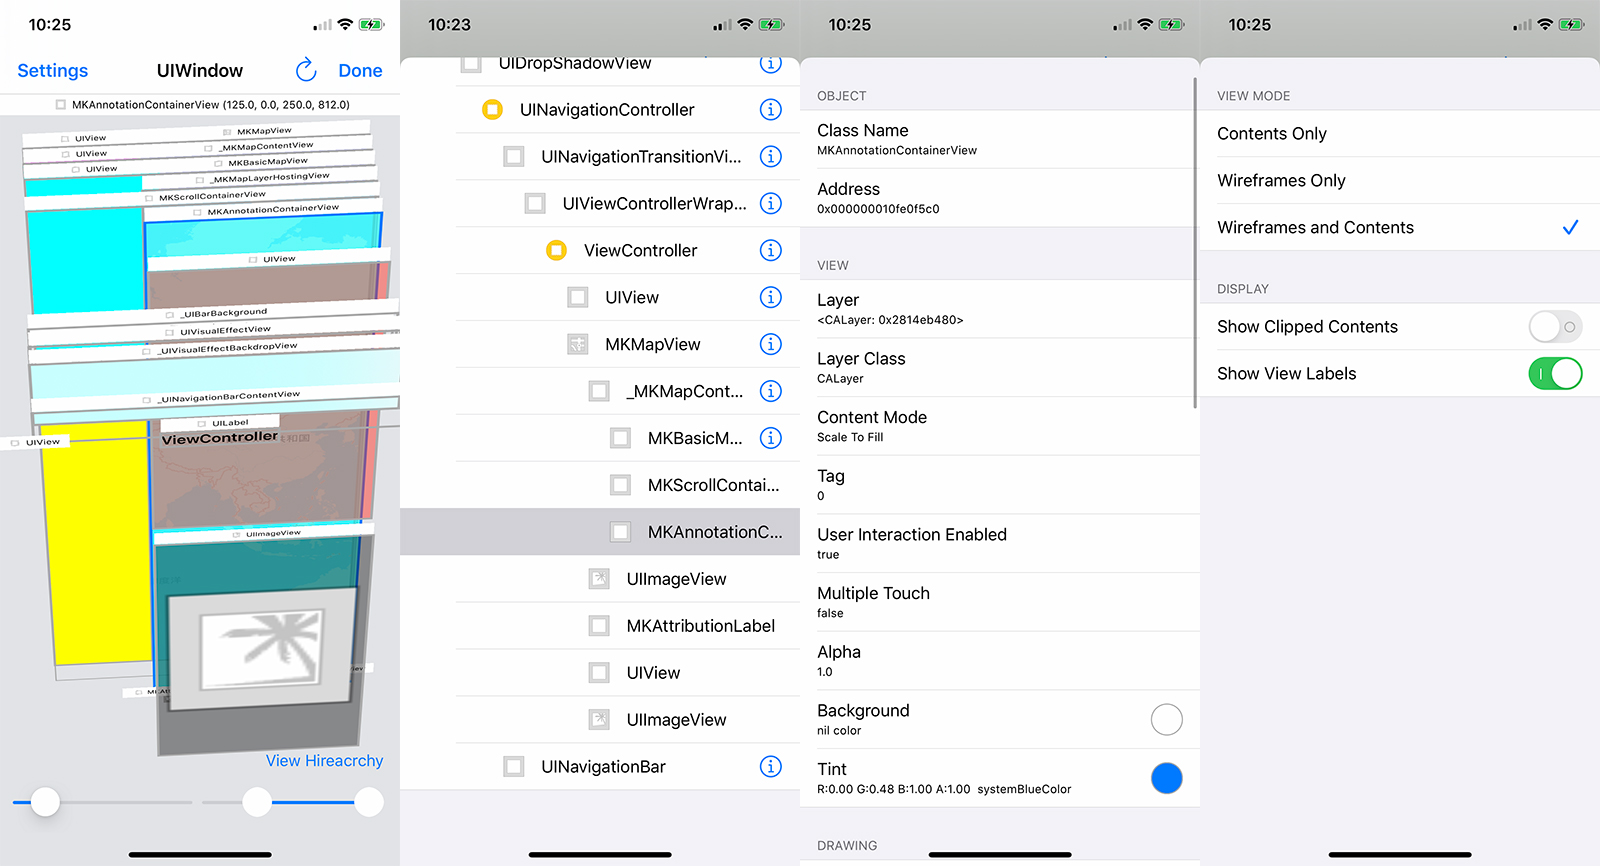 10:25
Settings
UIWindow
Done
MKAnnotationContainerView (125.0, 0.0, 250.0, 812.0)
UIView
MKMapView
UIView
_MKMapContentView
UIView
MKBasicMapView
_MKMapLayerHostingView
MKScrollContainerView
MKAnnotationContainerView
UIView
_UIBarBackground
UIVisualEffectView
_UIVisualEffectBackdropView
_UINavigationBarContentView
UILabel
UIView
ViewController
和国
UIImageView
View Hireacrchy
10:23
UIDropShadowView
UINavigationController
UINavigationTransitionVi...
UIViewControllerWrap...
ViewController
UIView
MKMapView
_MKMapCont...
MKBasicM...
MKScrollContai...
MKAnnotationC...
UIImageView
MKAttributionLabel
UIView
UIImageView
UINavigationBar
10:25
OBJECT
Class Name
MKAnnotationContainerView
Address
0x000000010fe0f5c0
VIEW
Layer
<CALayer: 0x2814eb480>
Layer Class
CALayer
Content Mode
Scale To Fill
Tag
0
User Interaction Enabled
true
Multiple Touch
false
Alpha
1.0
Background
nil color
Tint
R:0.00 G:0.48 B:1.00 A:1.00 systemBlueColor
DRAWING
10:25
VIEW MODE
Contents Only
Wireframes Only
Wireframes and Contents
DISPLAY
Show Clipped Contents
Show View Labels